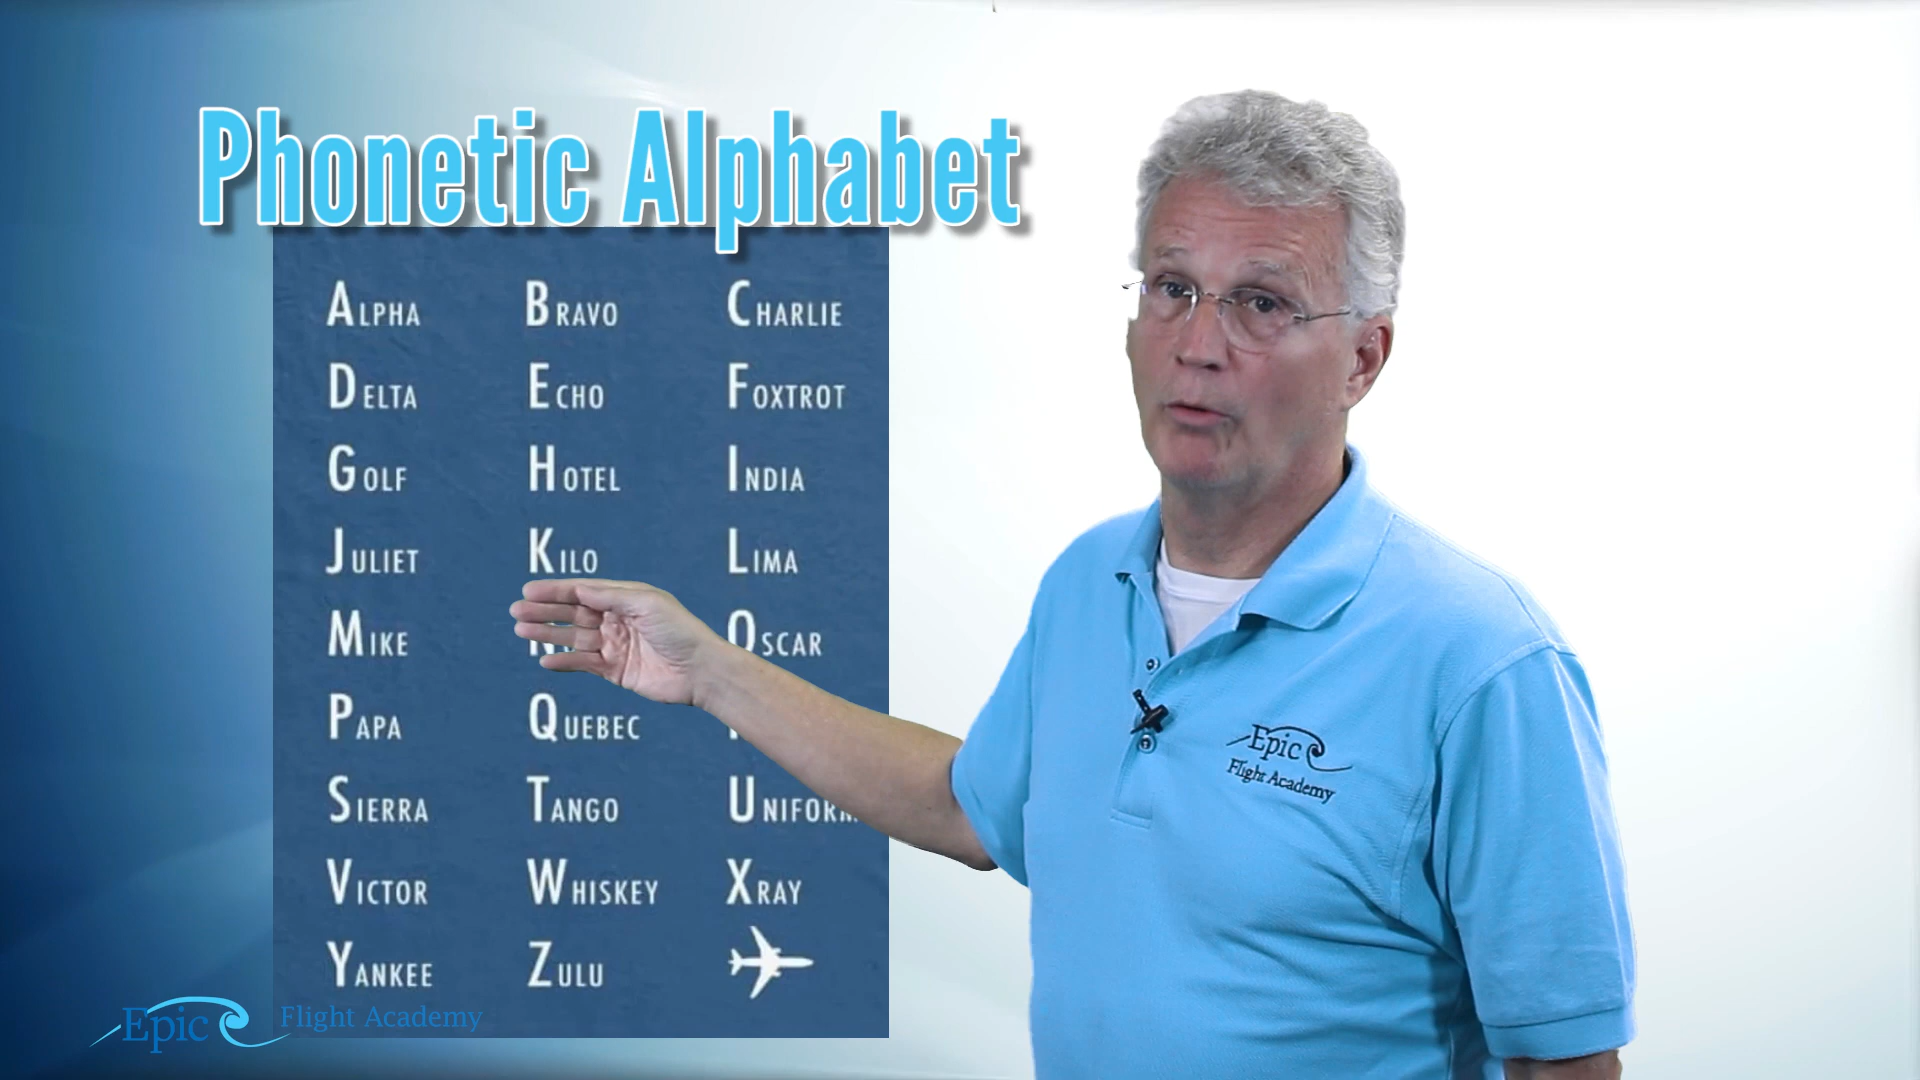 Phonetic Alphabet
ALPHA BRAVO CHARLIE
DELTA ECHO FOXTROT
GOLF HOTEL INDIA
JULIET KILO LIMA
MIKE OSCAR
PAPA QUEBEC
SIERRA TANGO UNIFORM
VICTOR WHISKEY XRAY
YANKEE ZULU
Epic Flight Academy
Epic
Flight Academy